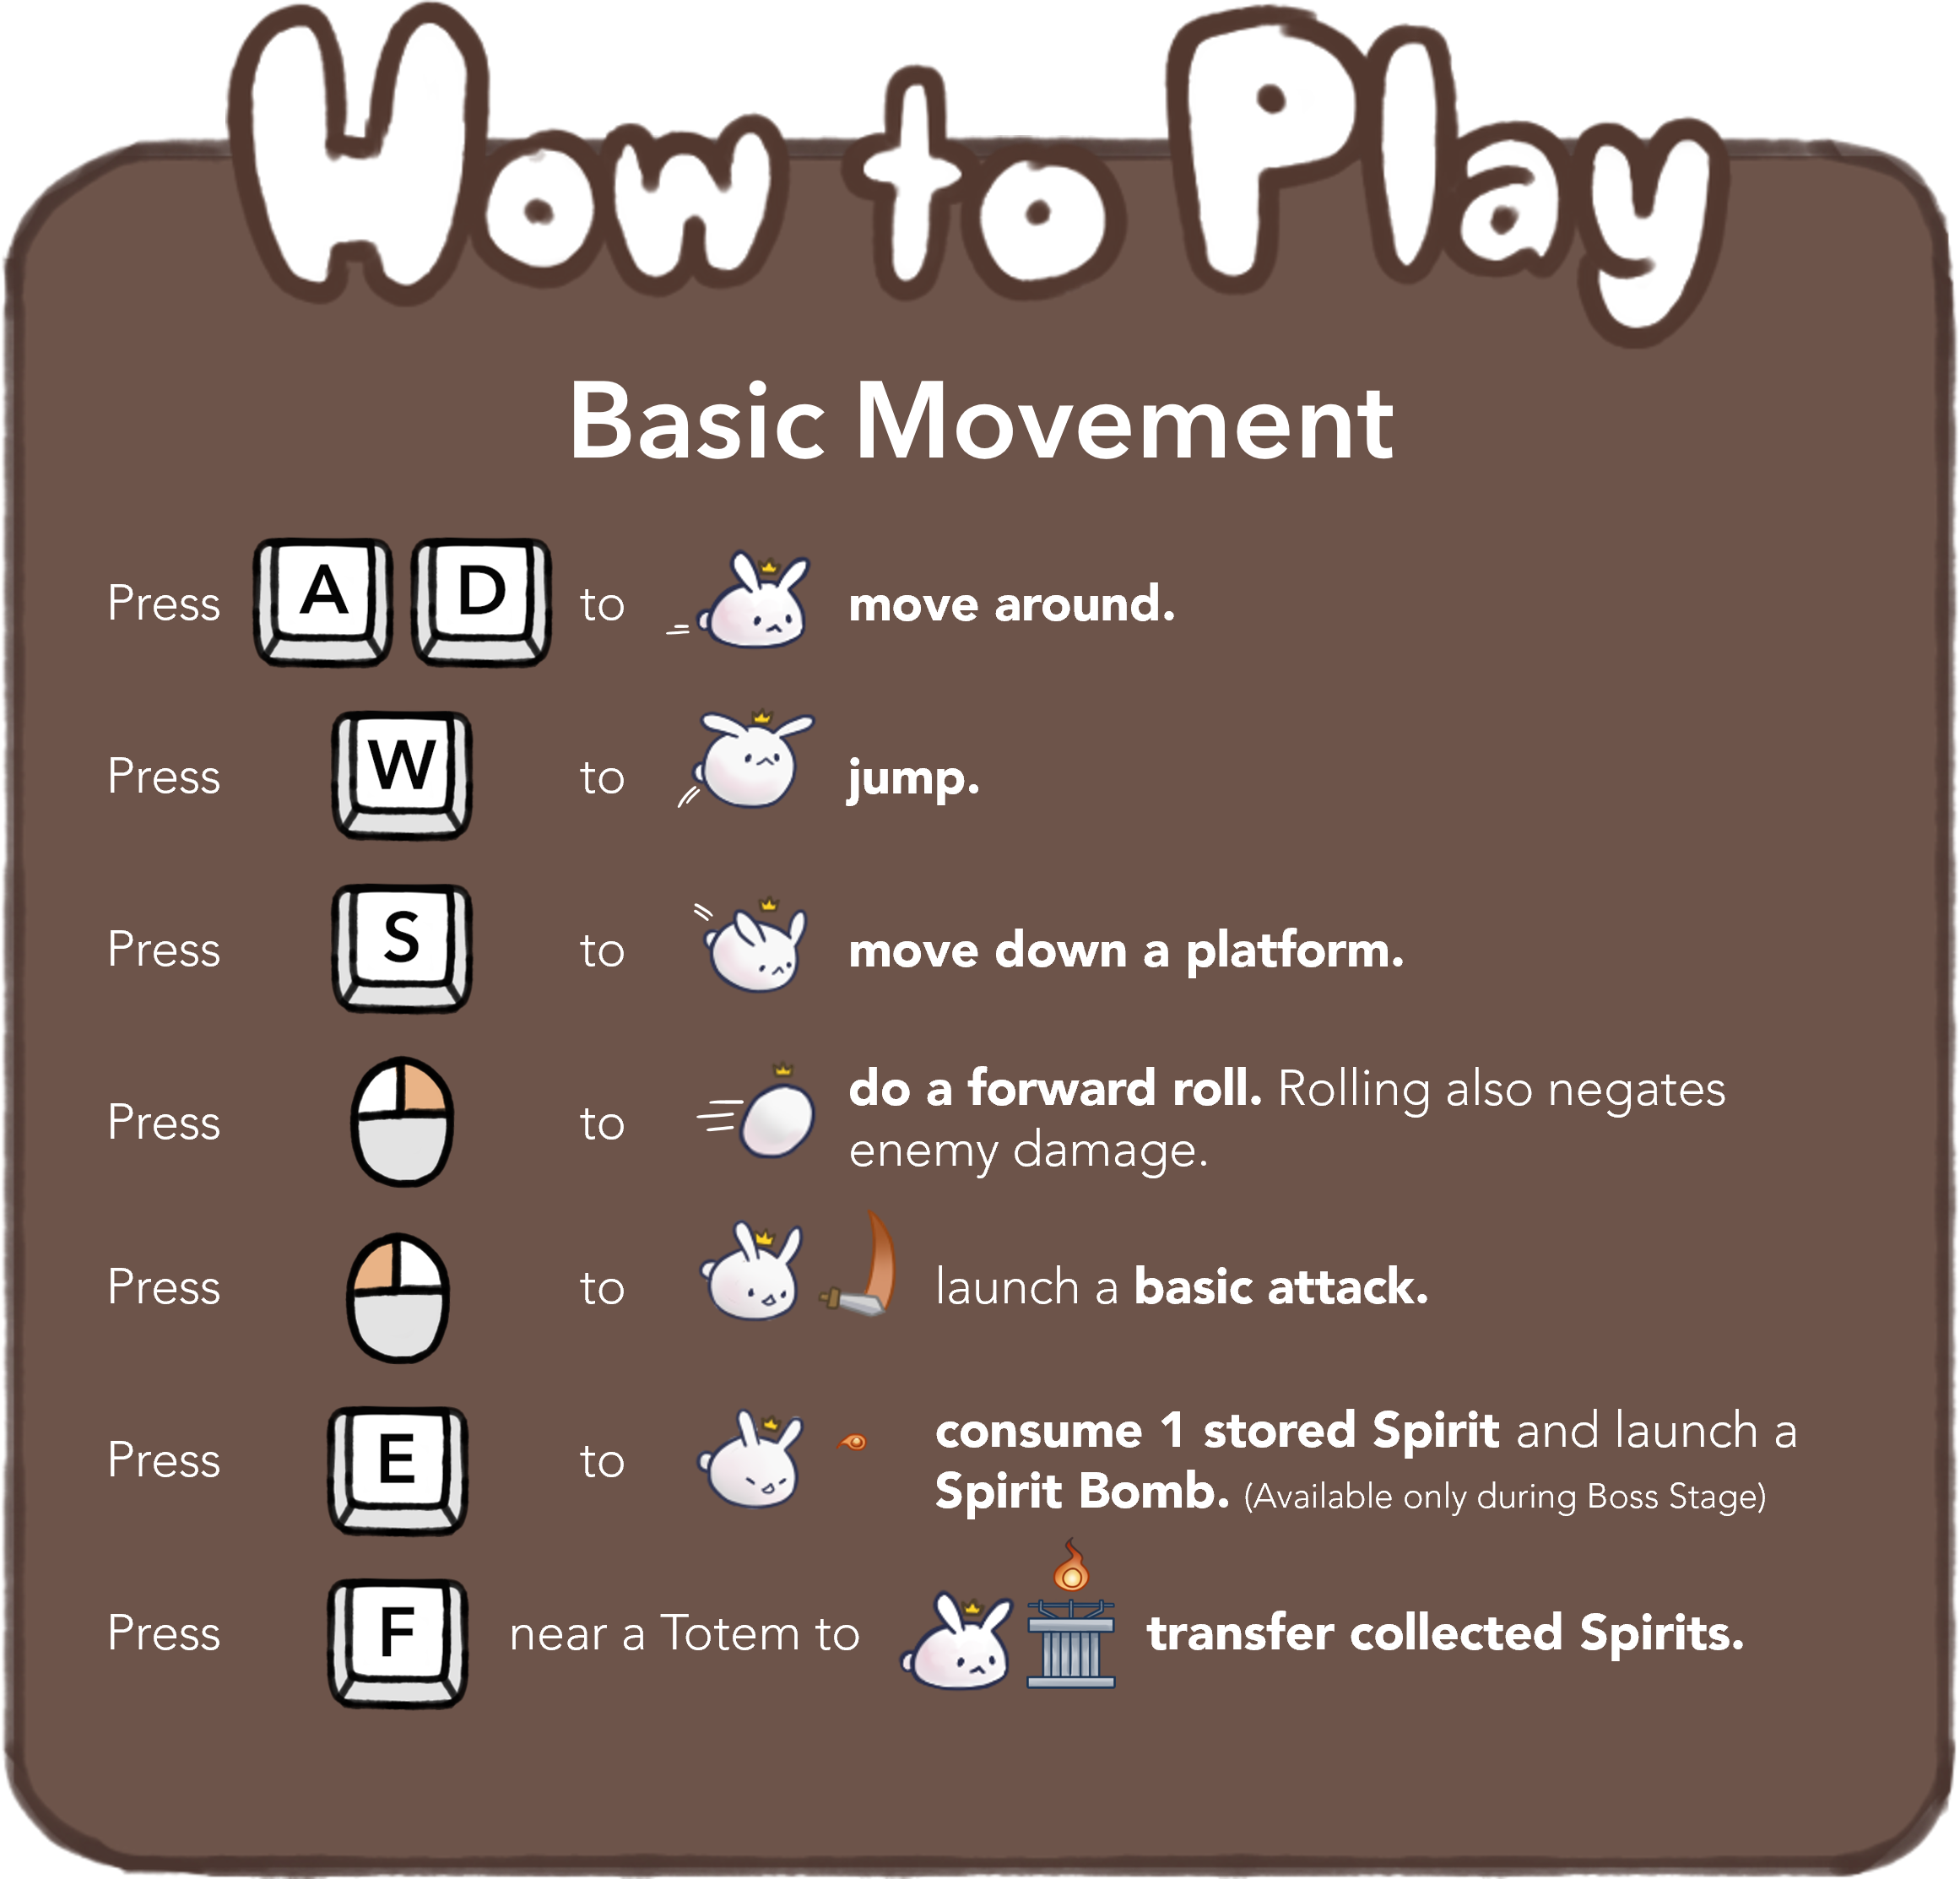 How to Play
Basic Movement
Press A D to move around.
Press W to jump.
Press S to move down a platform.
Press to do a forward roll. Rolling also negates
enemy damage.
Press to launch a basic attack.
Press E to consume 1 stored Spirit and launch a
Spirit Bomb. (Available only during Boss Stage)
Press F near a Totem to transfer collected Spirits.